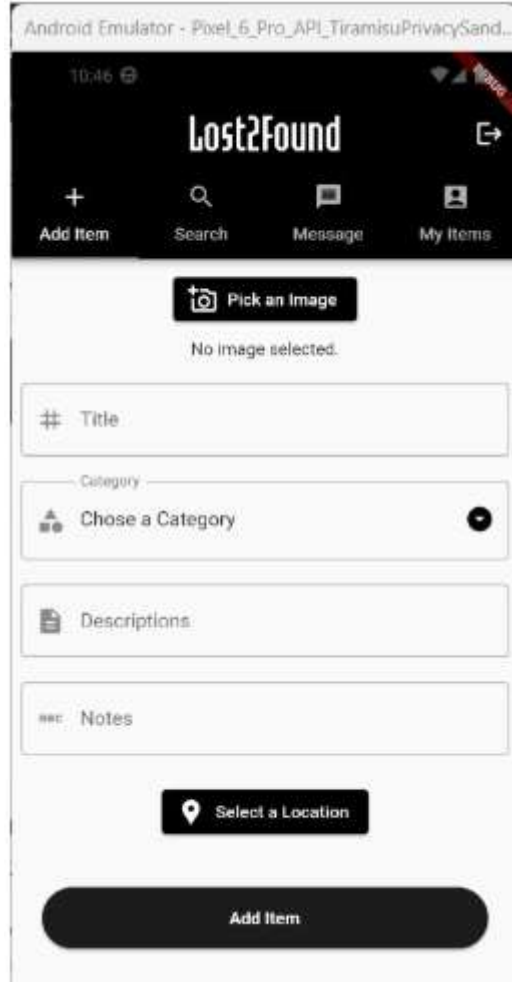 Android Emulator - Pixel_6_Pro_API_TiramisuPrivacySand...
10:46
DEBUG
Lost2Found
Add Item Search Message My Items
Pick an Image
No image selected.
Title
Category
Chose a Category
Descriptions
Notes
Select a Location
Add Item